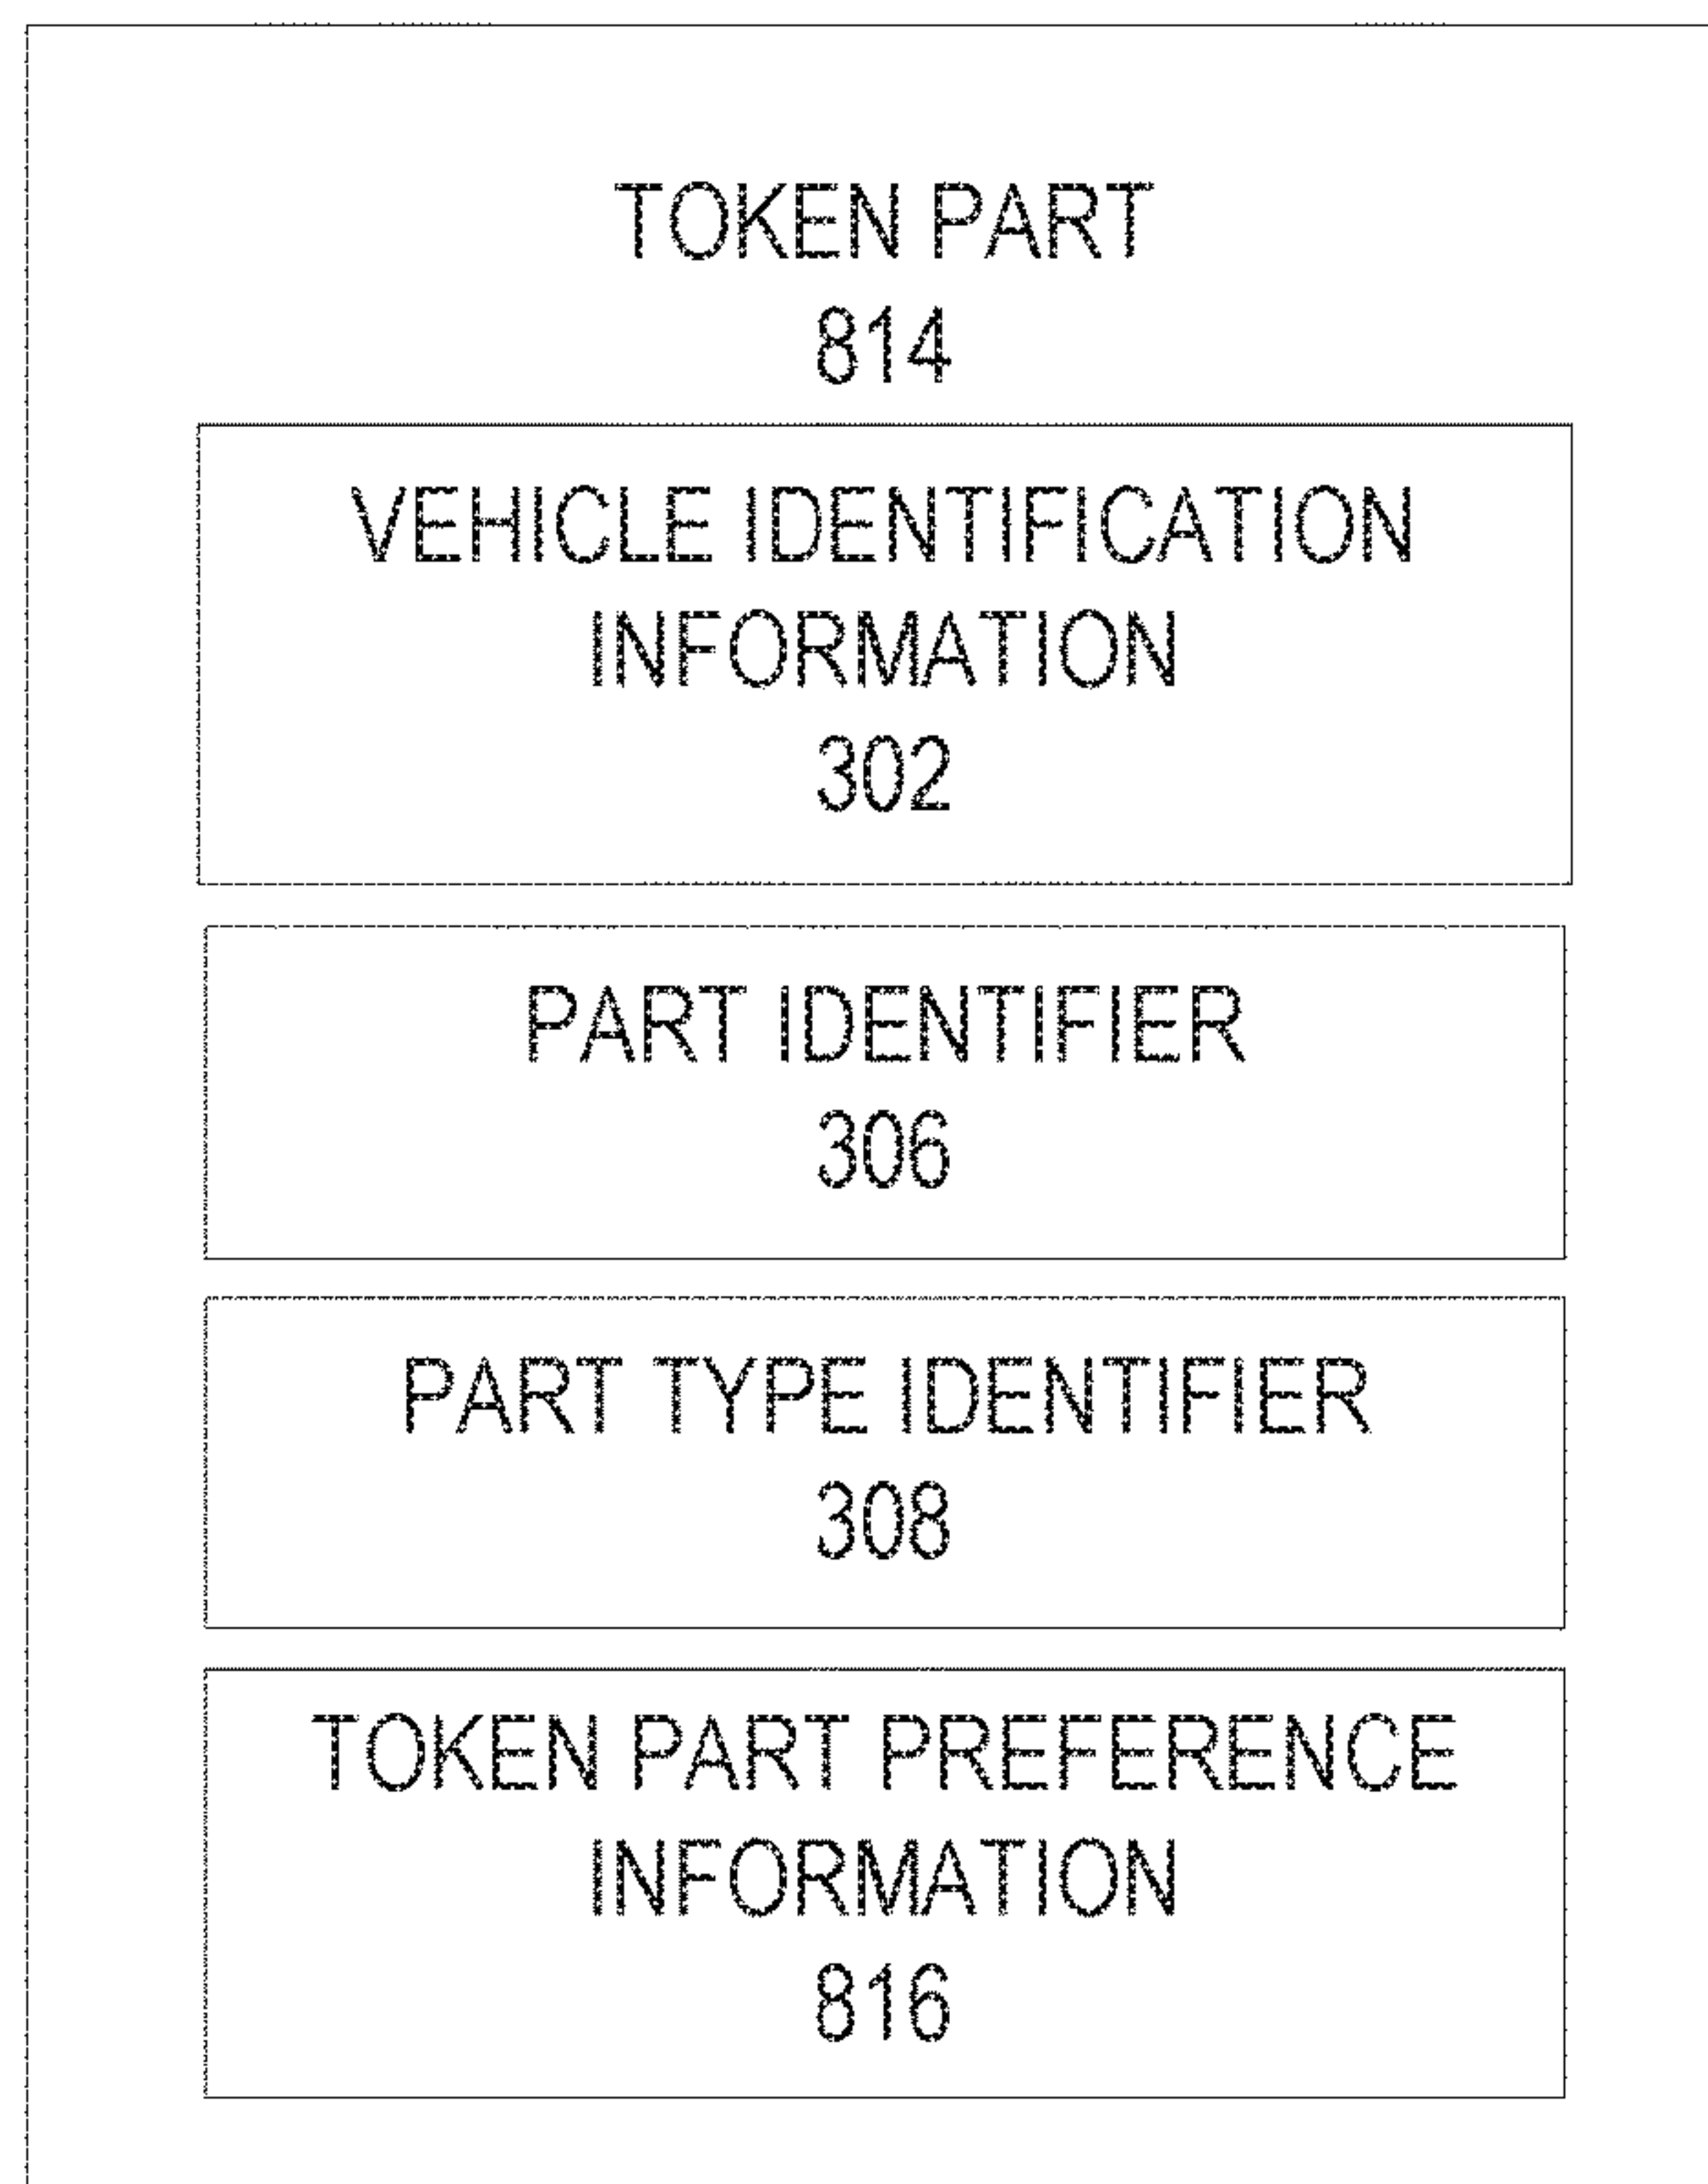 TOKEN PART
814
VEHICLE IDENTIFICATION
INFORMATION
302
PART IDENTIFIER
306
PART TYPE IDENTIFIER
308
TOKEN PART PREFERENCE
INFORMATION
816